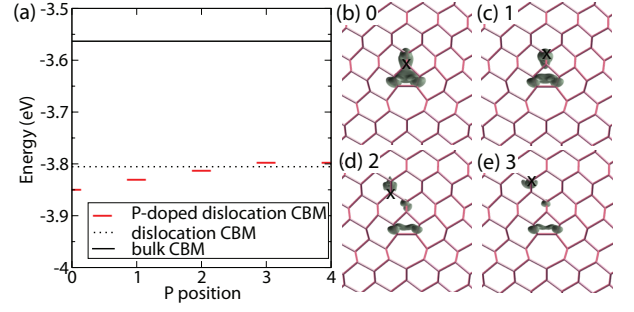 (a)
-3.5
-3.6
-3.7
-3.8
-3.9
-4
Energy (eV)
P-doped dislocation CBM
dislocation CBM
bulk CBM
0 1 2 3 4
P position
(b) 0
X
(c) 1
X
(d) 2
X
(e) 3
X